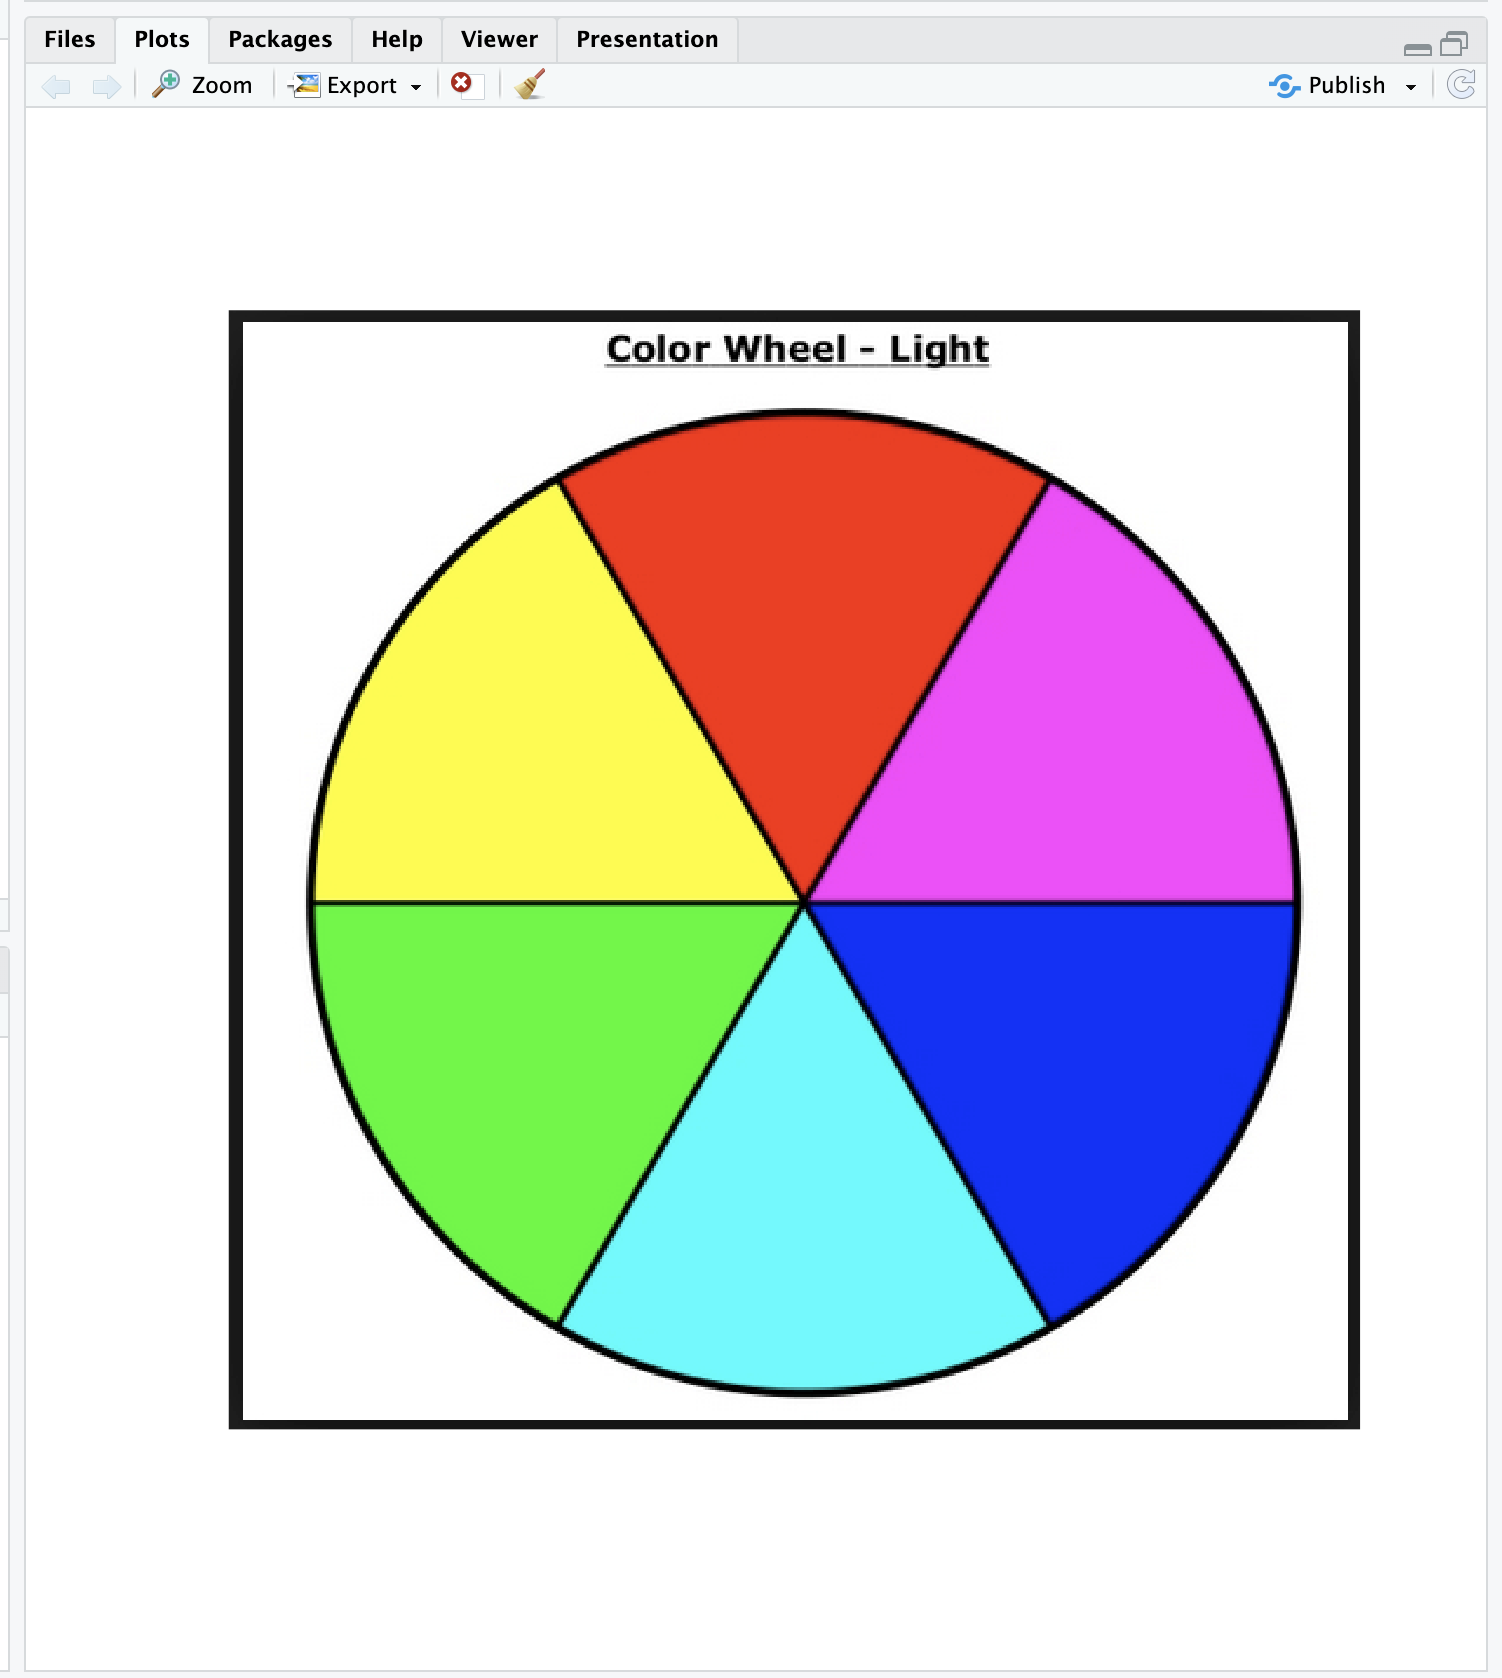 Files Plots Packages Help Viewer Presentation
Zoom Export Publish
Color Wheel - Light